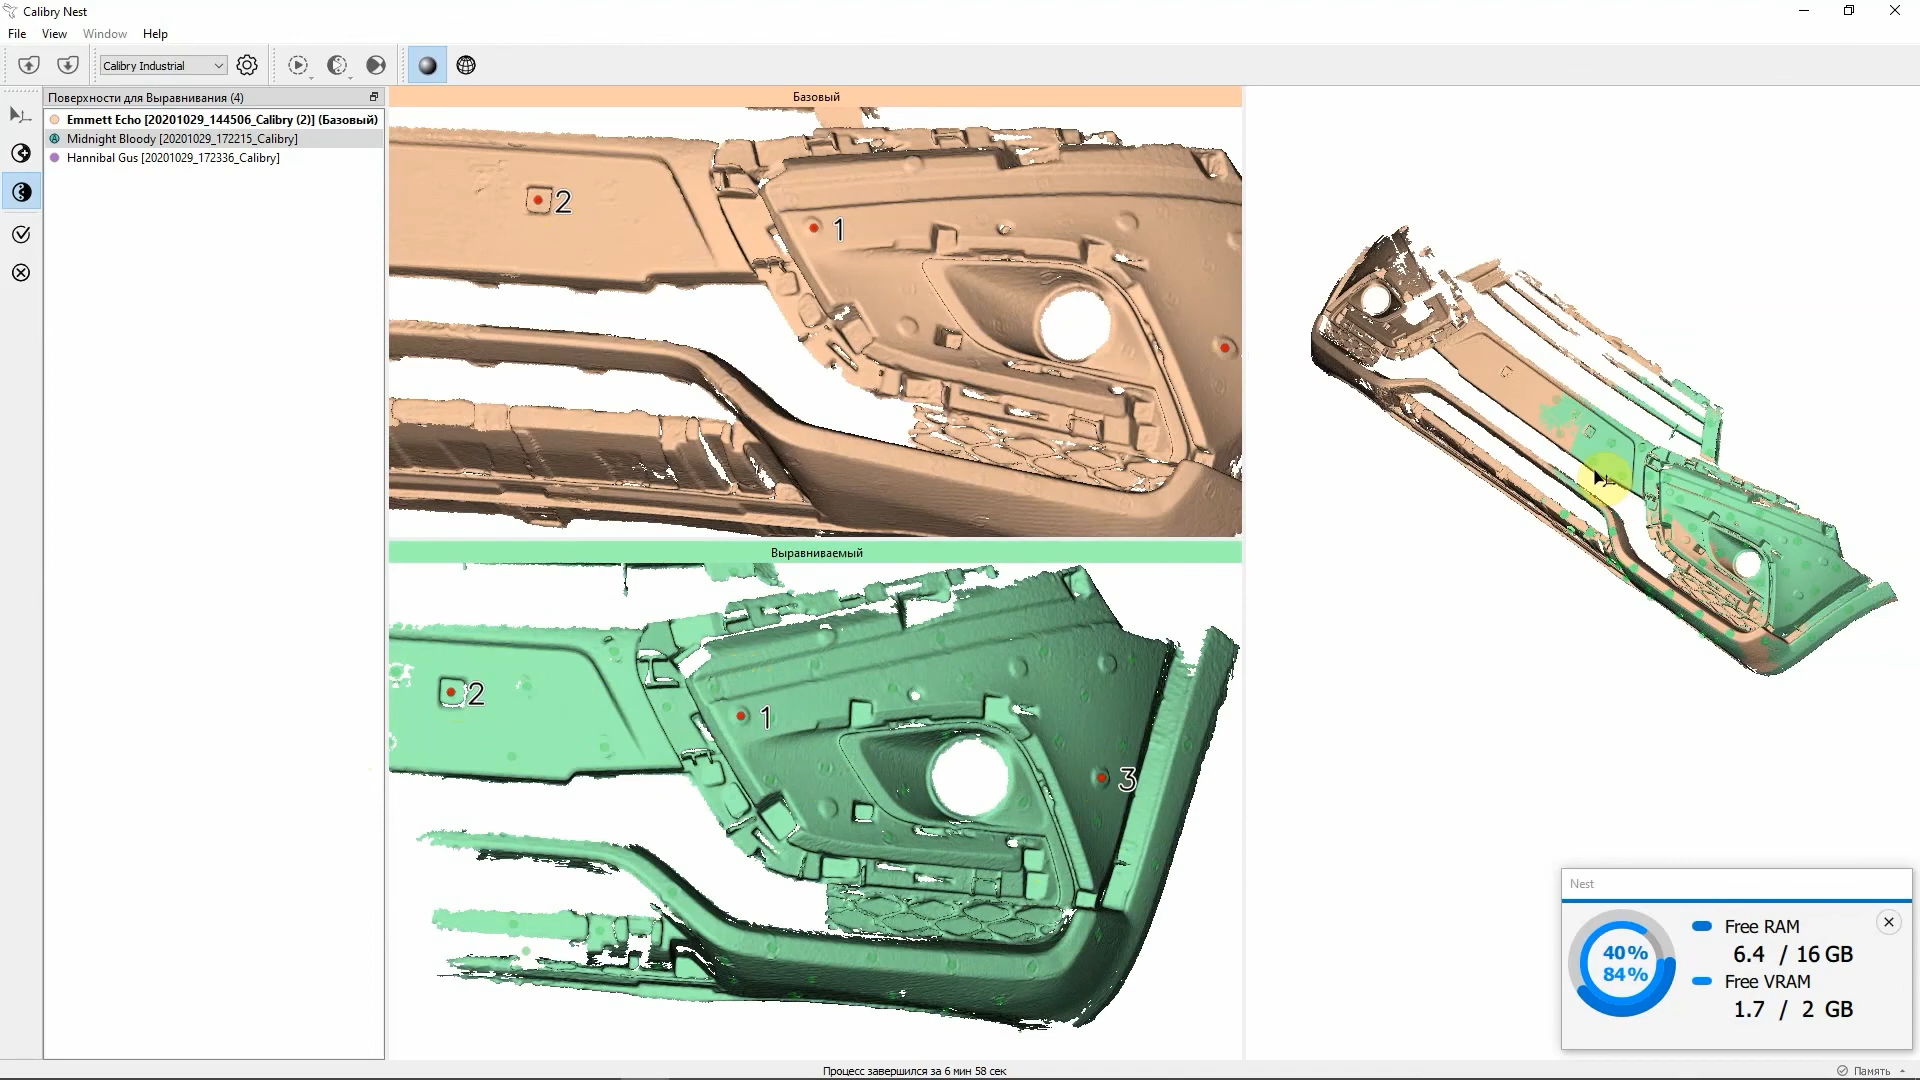 Calibry Nest
File View Window Help
Calibry Industrial
Поверхности для Выравнивания (4)
Emmett Echo [20201029_144506_Calibry (2)] (Базовый)
Midnight Bloody [20201029_172215_Calibry]
Hannibal Gus [20201029_172336_Calibry]
Базовый
2
1
Выравниваемый
2
1
3
Nest
40%
84%
Free RAM
6.4 / 16 GB
Free VRAM
1.7 / 2 GB
Процесс завершился за 6 мин 58 сек
Память